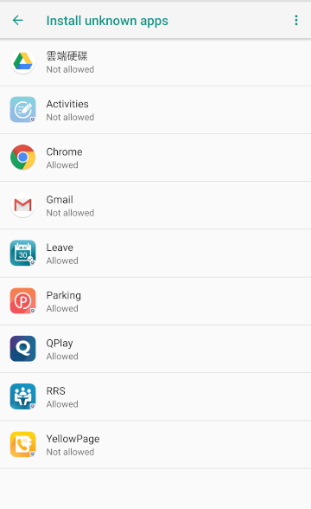 Install unknown apps
雲端硬碟
Not allowed
Activities
Not allowed
Chrome
Allowed
Gmail
Not allowed
30
Leave
Allowed
Parking
Allowed
QPlay
Allowed
RRS
Allowed
YellowPage
Not allowed